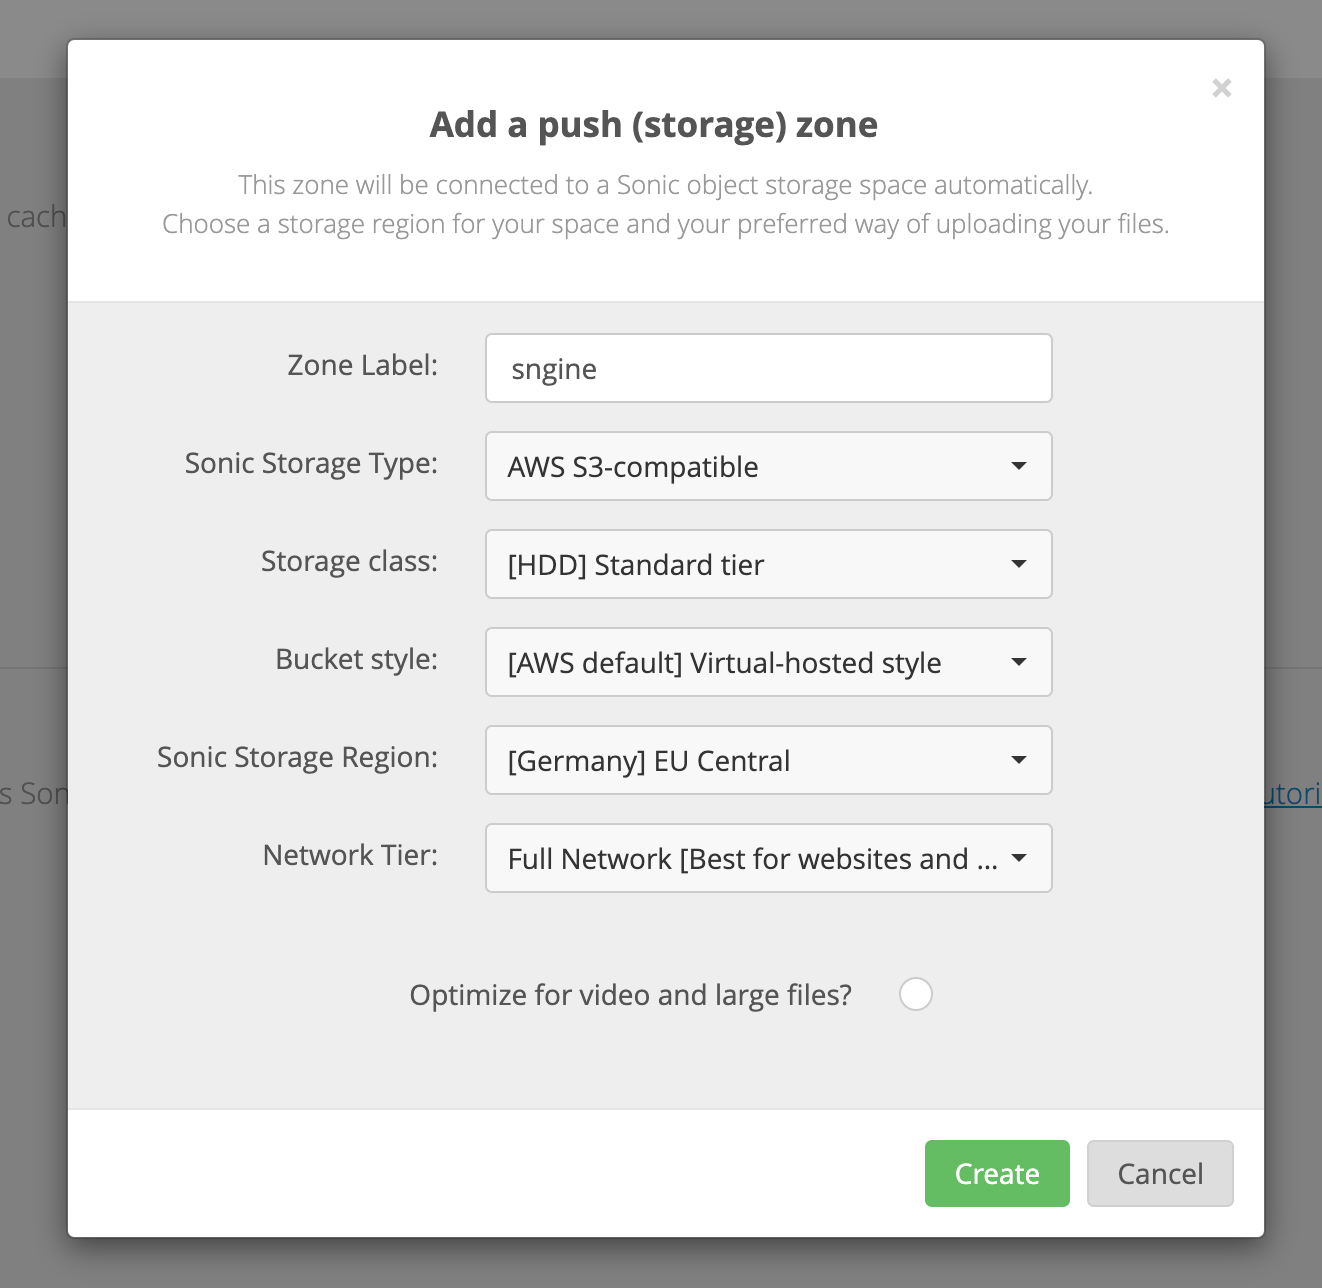 ×
Add a push (storage) zone
This zone will be connected to a Sonic object storage space automatically.
Choose a storage region for your space and your preferred way of uploading your files.
cach
Zone Label:
sngine
Sonic Storage Type:
AWS S3-compatible
Storage class:
[HDD] Standard tier
Bucket style:
[AWS default] Virtual-hosted style
Sonic Storage Region:
[Germany] EU Central
s Son
utori
Network Tier:
Full Network [Best for websites and ...
Optimize for video and large files?
Create
Cancel